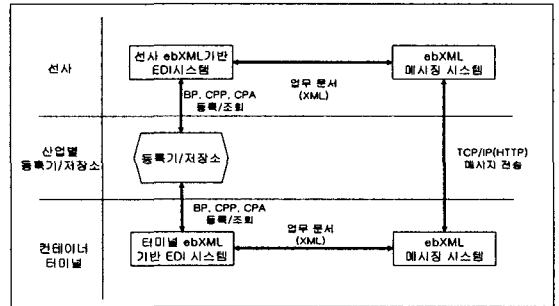 선사
선사 ebXML기반
EDI시스템
업무 문서
(XML)
ebXML
메시징 시스템
BP, CPP, CPA
등록/조회
산업별
등록기/저장소
등록기/저장소
TCP/IP(HTTP)
메시지 전송
BP, CPP, CPA
등록/조회
컨테이너
터미널
터미널 ebXML
기반 EDI 시스템
업무 문서
(XML)
ebXML
메시징 시스템